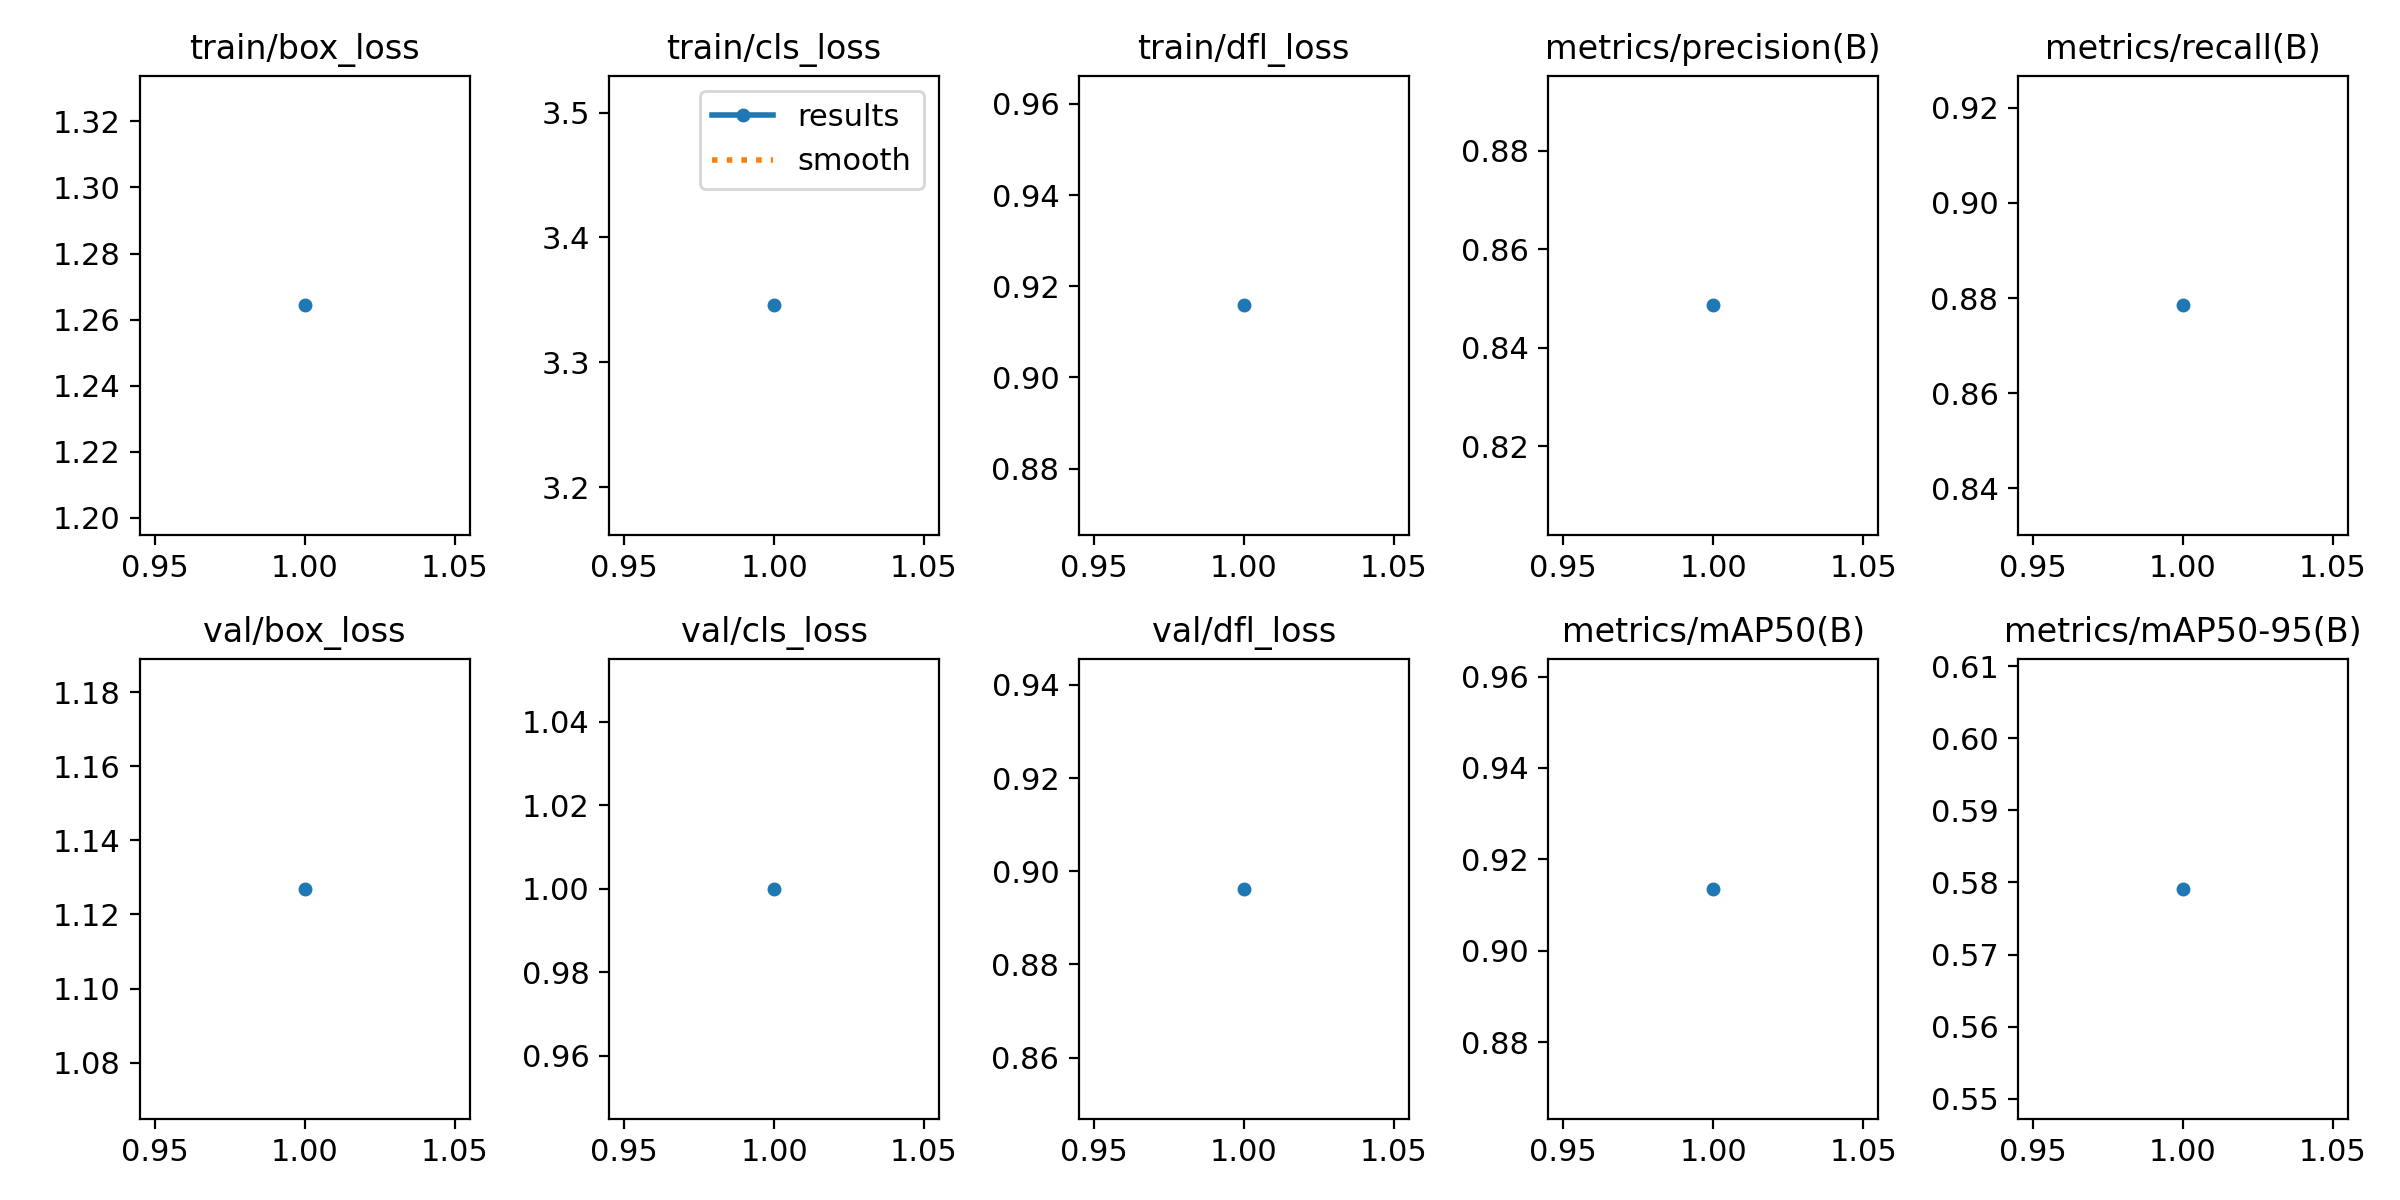 train/box_loss
1.32
1.30
1.28
1.26
1.24
1.22
1.20
0.95 1.00 1.05
train/cls_loss
results
smooth
3.5
3.4
3.3
3.2
0.95 1.00 1.05
train/dfl_loss
0.96
0.94
0.92
0.90
0.88
0.95 1.00 1.05
metrics/precision(B)
0.88
0.86
0.84
0.82
0.95 1.00 1.05
metrics/recall(B)
0.92
0.90
0.88
0.86
0.84
0.95 1.00 1.05
val/box_loss
1.18
1.16
1.14
1.12
1.10
1.08
0.95 1.00 1.05
val/cls_loss
1.04
1.02
1.00
0.98
0.96
0.95 1.00 1.05
val/dfl_loss
0.94
0.92
0.90
0.88
0.86
0.95 1.00 1.05
metrics/mAP50(B)
0.96
0.94
0.92
0.90
0.88
0.95 1.00 1.05
metrics/mAP50-95(B)
0.61
0.60
0.59
0.58
0.57
0.56
0.55
0.95 1.00 1.05